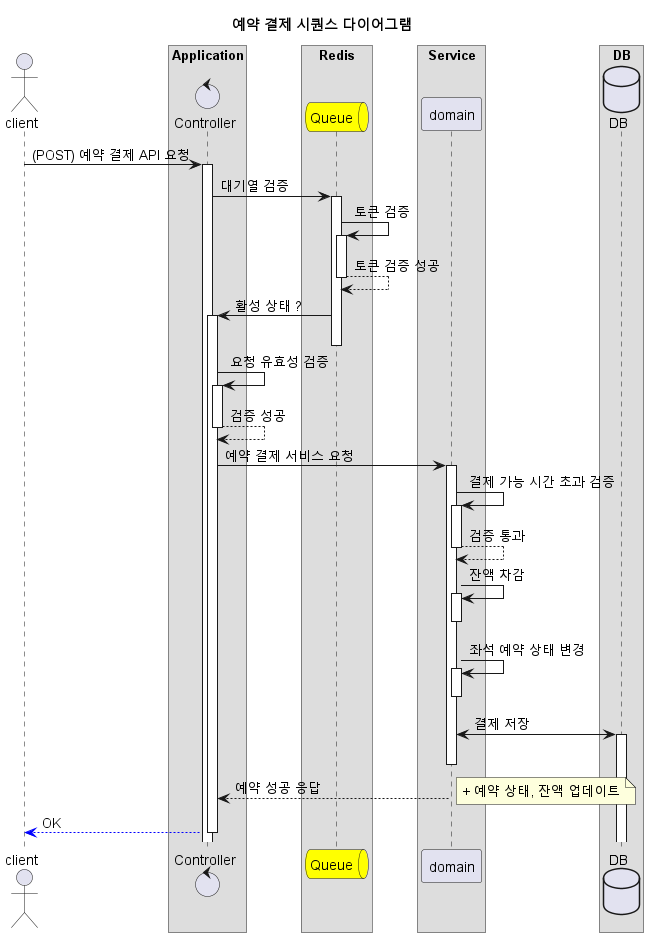 예약 결제 시퀀스 다이어그램
Application
Redis
Service
DB
client
Controller
Queue
domain
DB
(POST) 예약 결제 API 요청
대기열 검증
토큰 검증
토큰 검증 성공
활성 상태 ?
요청 유효성 검증
검증 성공
예약 결제 서비스 요청
결제 가능 시간 초과 검증
검증 통과
잔액 차감
좌석 예약 상태 변경
결제 저장
+ 예약 상태, 잔액 업데이트
예약 성공 응답
OK
client
Controller
Queue
domain
DB